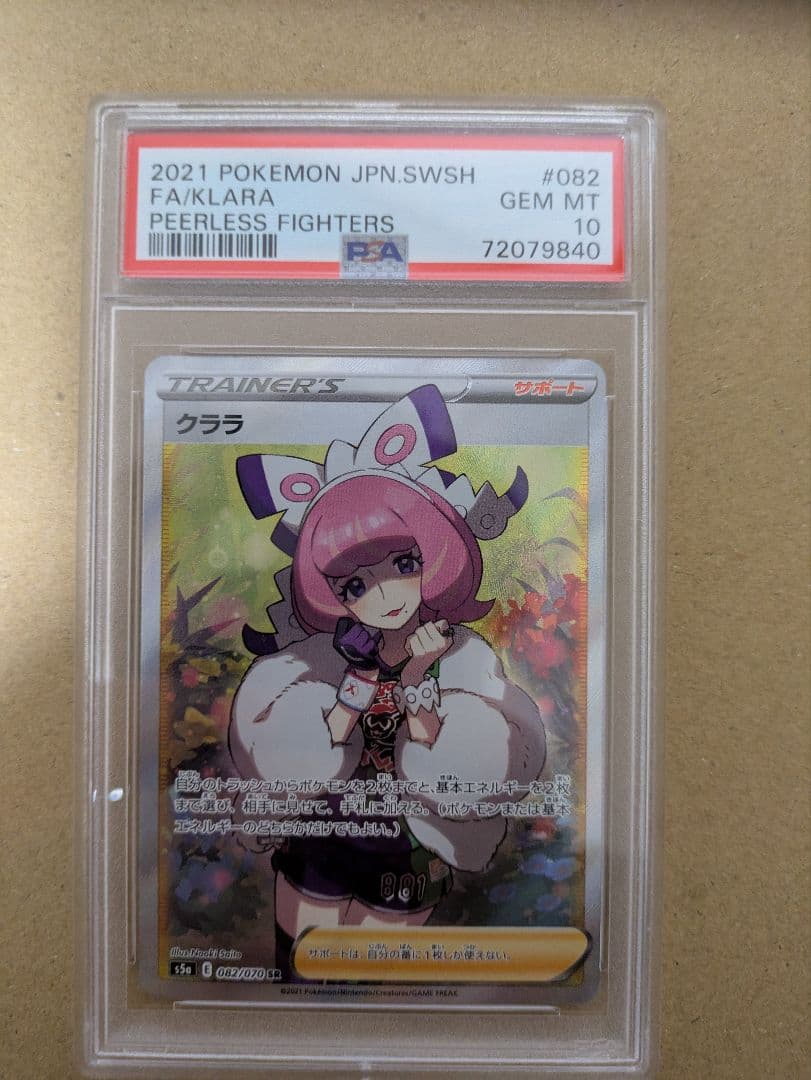 2021 POKEMON JPN.SWSH #082
FA/KLARA GEM MT
PEERLESS FIGHTERS 10
PSA 72079840
TRAINER'S サポート
クララ
自分のトラッシュからポケモンを2枚までと、基本エネルギーを2枚
まで選び、相手に見せて、手札に加える。(ポケモンまたは基本
エネルギーのどちらかだけでもよい。)
881
サポートは、自分の番に1枚しか使えない。
Illus. Naoki Saito
s5a E 082/070 SR
©2021 Pokémon/Nintendo/Creatures/GAME FREAK